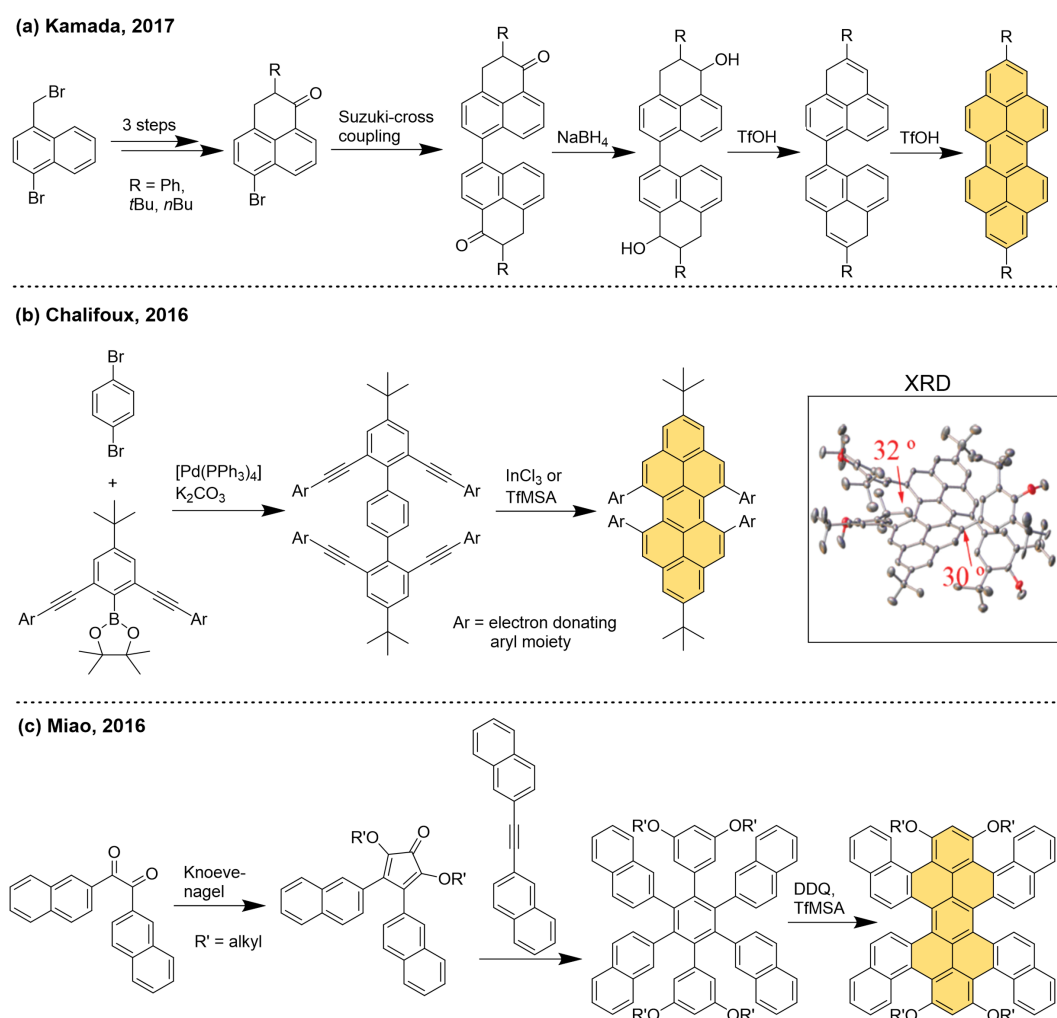 (a) Kamada, 2017
Br
Br
3 steps
R = Ph,
tBu, nBu
R
O
Br
Suzuki-cross
coupling
R
O
O
R
NaBH4
R
OH
HO
R
TfOH
R
R
TfOH
R
R
(b) Chalifoux, 2016
Br
Br
+
Ar
Ar
B
O
O
[Pd(PPh3)4]
K2CO3
Ar
Ar
Ar
Ar
InCl3 or
TfMSA
Ar = electron donating
aryl moiety
Ar
Ar
Ar
Ar
XRD
32 º
30 º
(c) Miao, 2016
O
O
Knoeve-
nagel
R' = alkyl
R'O
O
OR'
R'O
OR'
R'O
OR'
DDQ,
TfMSA
R'O
OR'
R'O
OR'